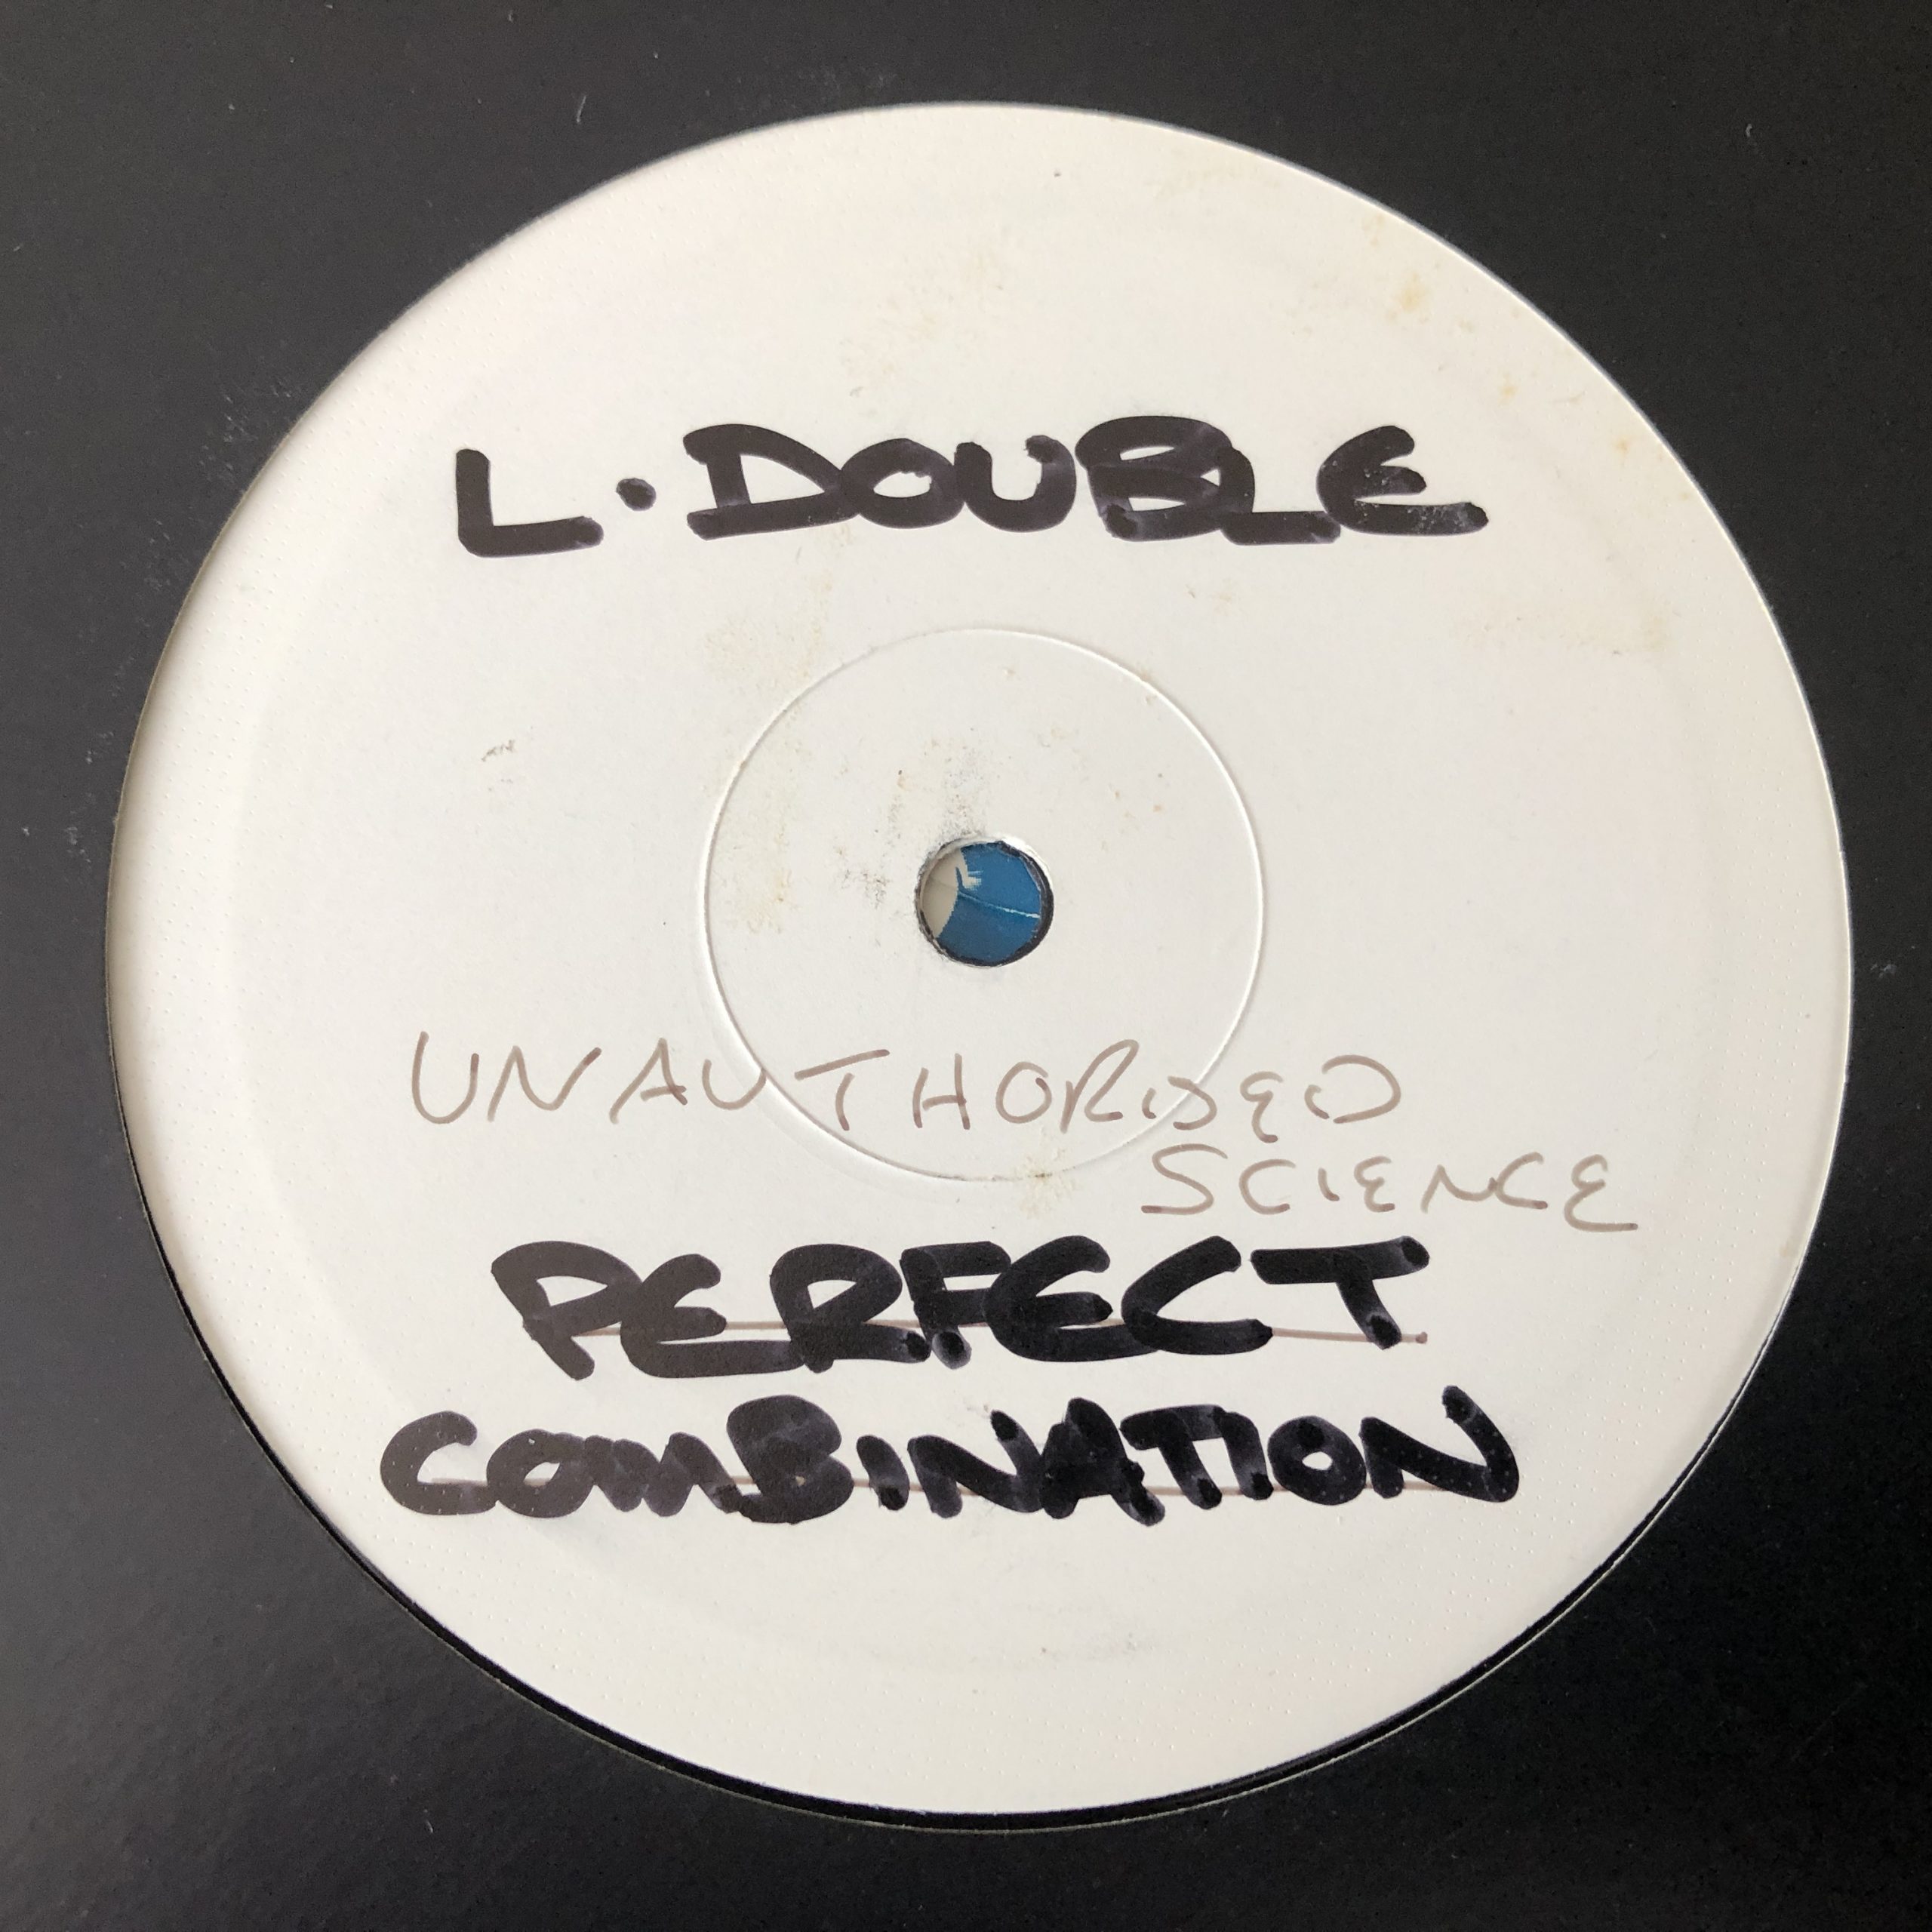 L. DOUBLE
UNAUTHORISED
SCIENCE
PERFECT
COMBINATION